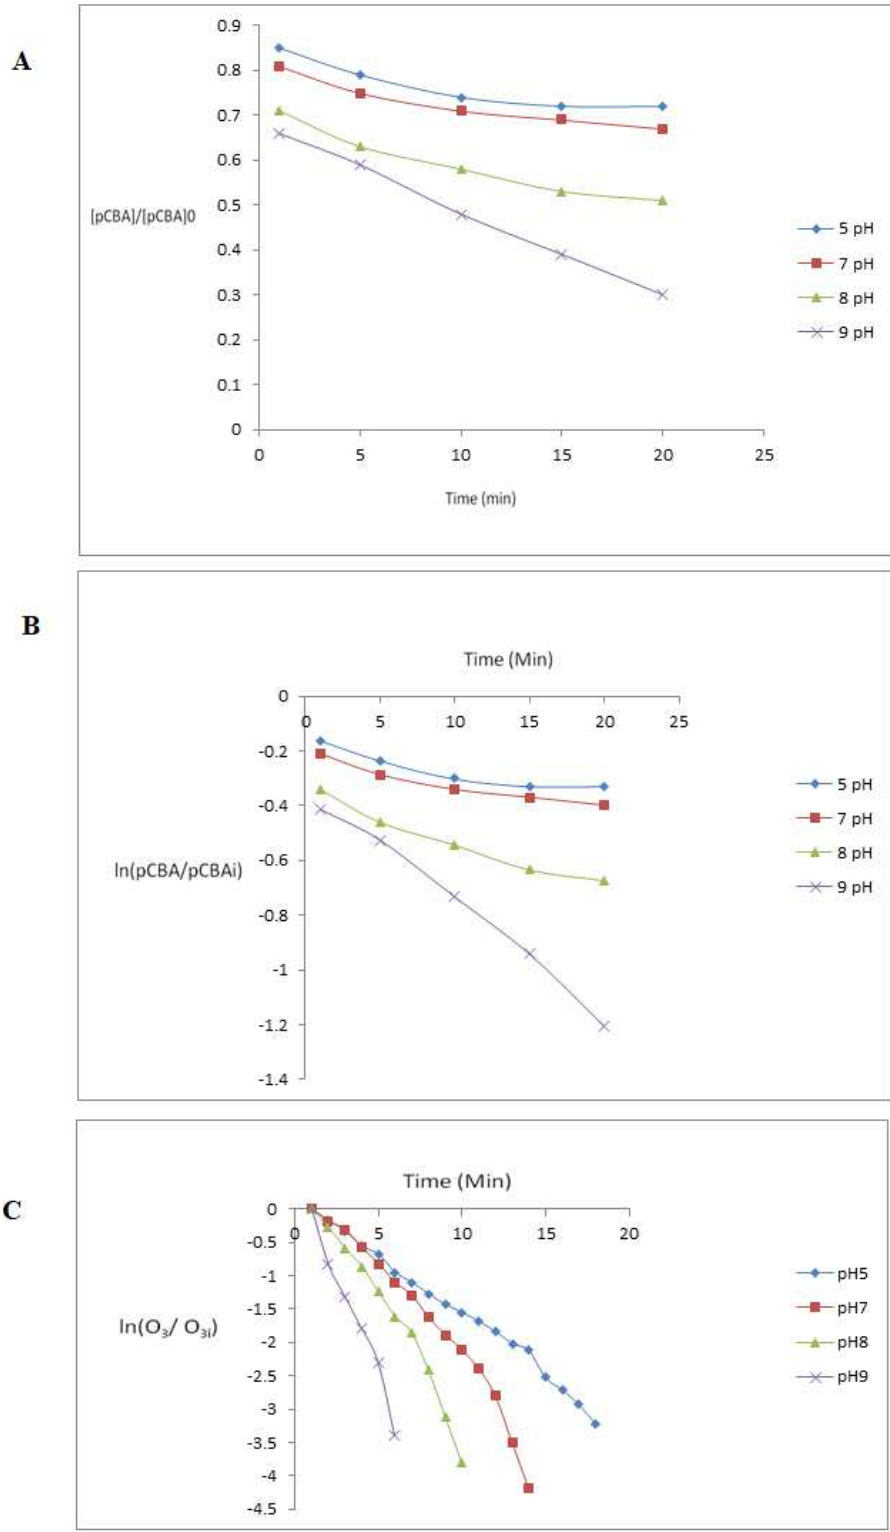 A
0.9
0.8
0.7
0.6
0.5
0.4
0.3
0.2
0.1
0
[pCBA]/[pCBA]0
0 5 10 15 20 25
Time (min)
5 pH
7 pH
8 pH
9 pH
B
Time (Min)
0
0 5 10 15 20 25
-0.2
-0.4
-0.6
-0.8
-1
-1.2
-1.4
ln(pCBA/pCBAi)
5 pH
7 pH
8 pH
9 pH
C
Time (Min)
0
0 5 10 15 20
-0.5
-1
-1.5
-2
-2.5
-3
-3.5
-4
-4.5
ln(O₃/ O₃ᵢ)
pH5
pH7
pH8
pH9